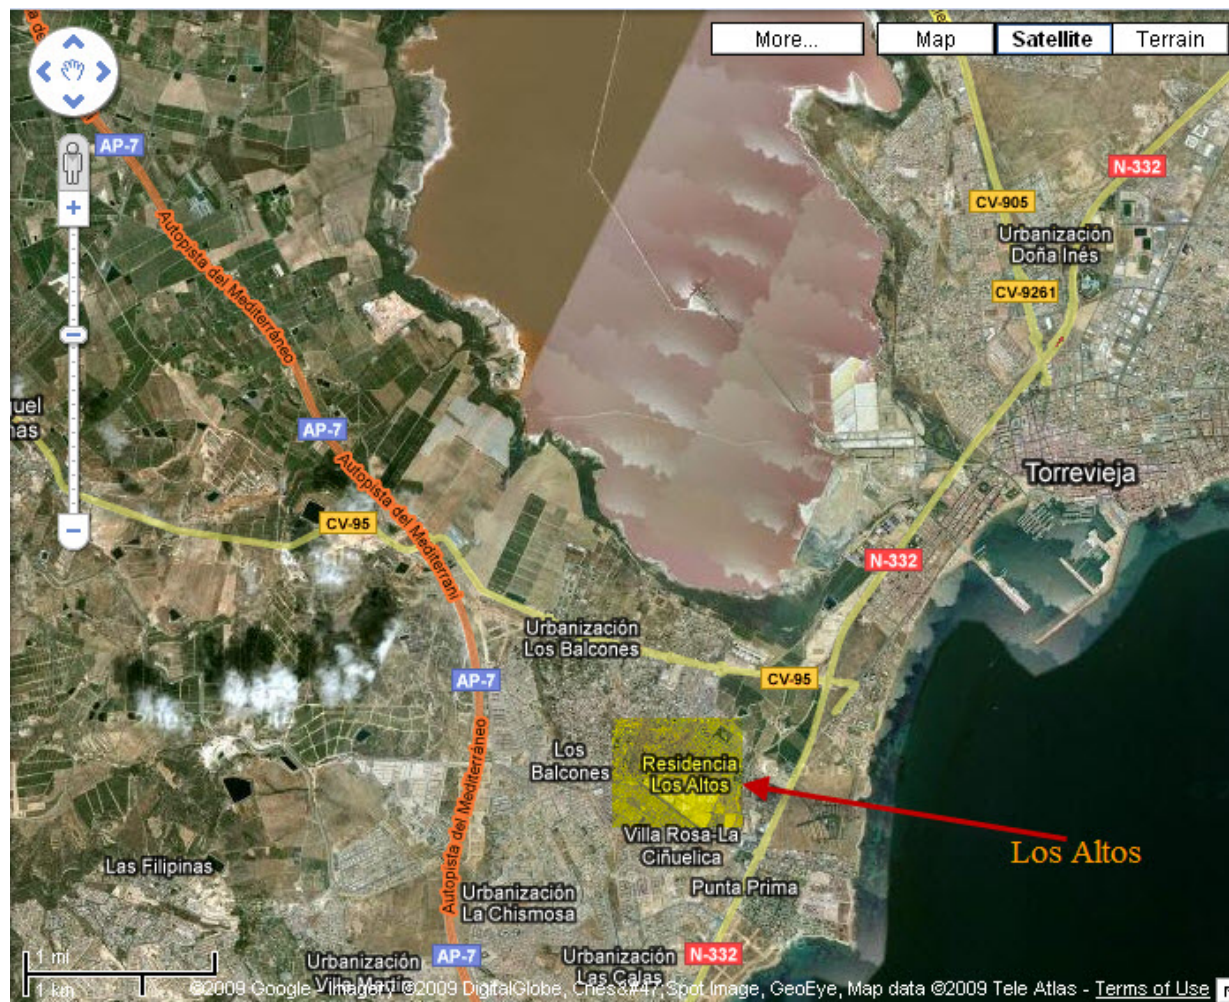 More...
Map
Satellite
Terrain
AP-7
N-332
CV-905
Urbanización
Doña Inés
Autopista del Mediterráneo
CV-9261
AP-7
Torrevieja
Autopista del Mediterrani
CV-95
N-332
Urbanización
Los Balcones
AP-7
CV-95
Los
Balcones
Residencia
Los Altos
Autopista del Mediterráneo
Villa Rosa-La
Ciñuelica
Los Altos
Las Filipinas
Punta Prima
Urbanización
La Chismosa
AP-7
N-332
Urbanización
Urbanización
Las Calas
1 mi
1 km
©2009 Google - Imagery ©2009 DigitalGlobe, Cnes&#47;Spot Image, GeoEye, Map data ©2009 Tele Atlas - Terms of Use